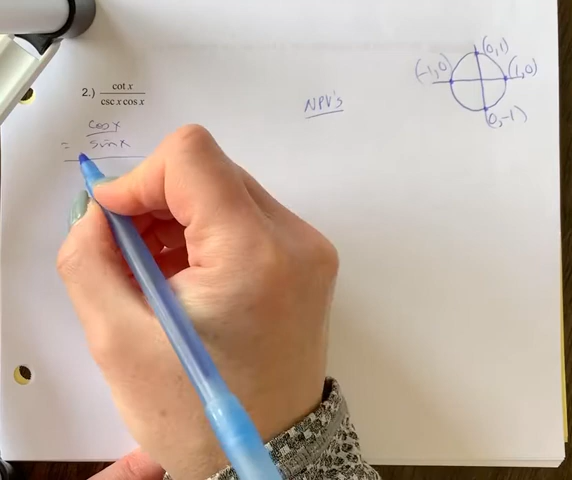 (0,1)
(-1,0)
(1,0)
(0,-1)
NPV's
2.) cot x
csc x cos x
cos x
= sin x